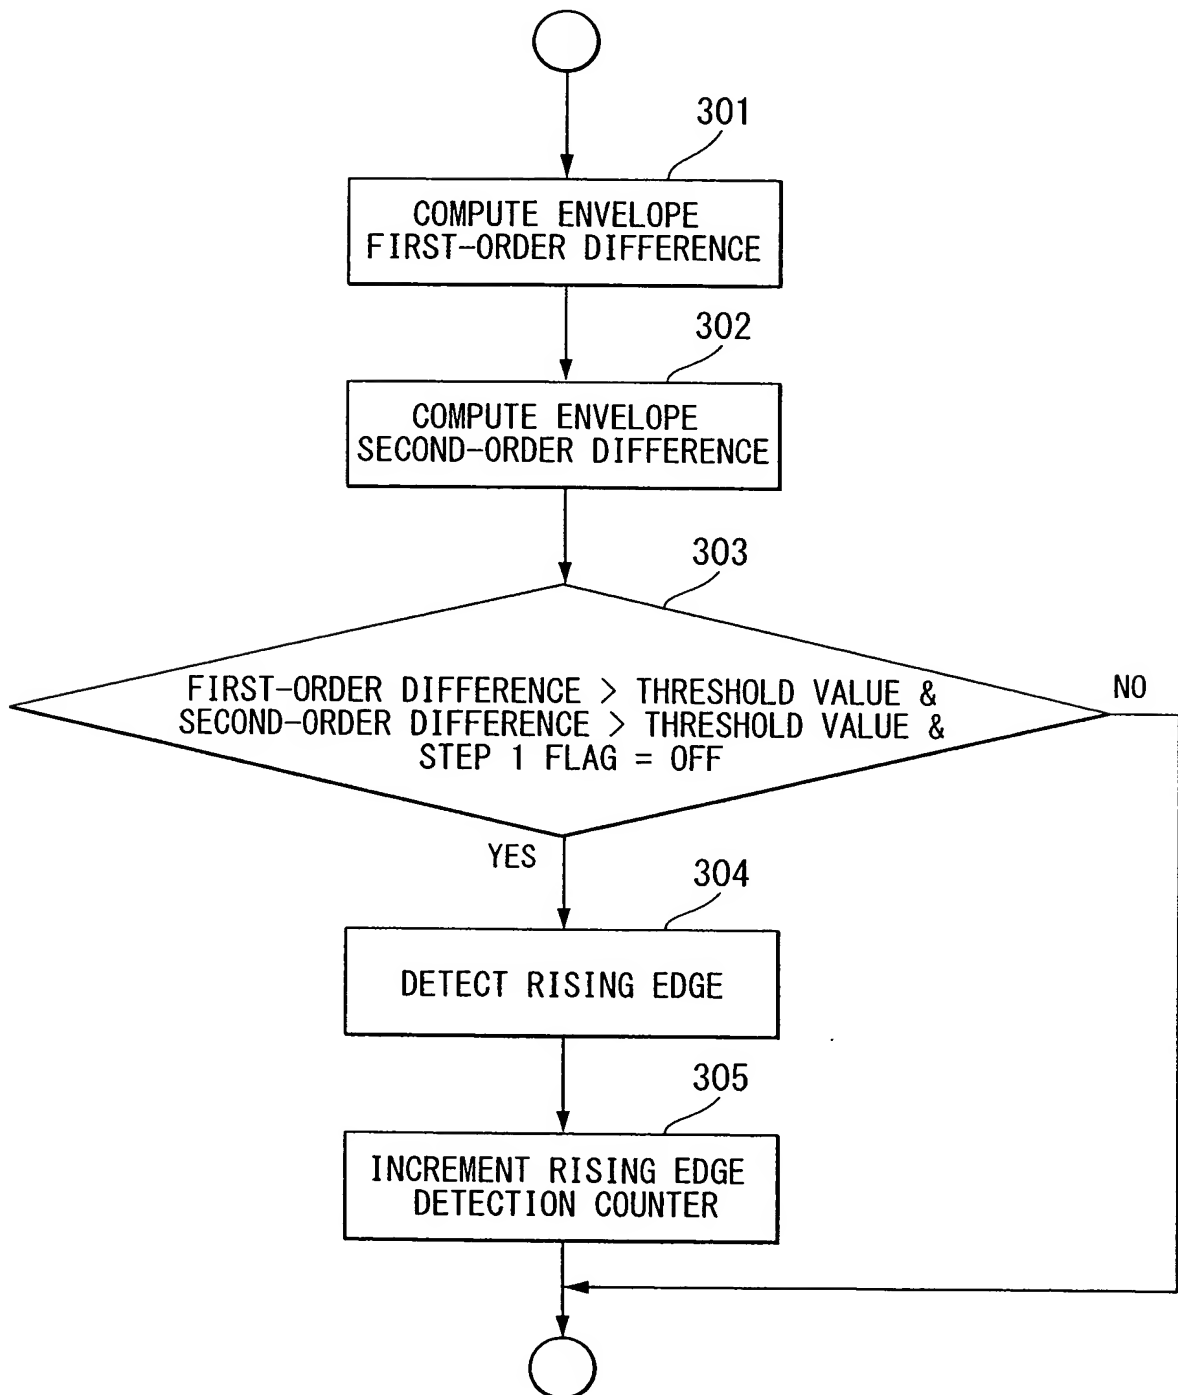 301
COMPUTE ENVELOPE
FIRST-ORDER DIFFERENCE
302
COMPUTE ENVELOPE
SECOND-ORDER DIFFERENCE
303
FIRST-ORDER DIFFERENCE > THRESHOLD VALUE &
SECOND-ORDER DIFFERENCE > THRESHOLD VALUE &
STEP 1 FLAG = OFF
NO
YES
304
DETECT RISING EDGE
305
INCREMENT RISING EDGE
DETECTION COUNTER